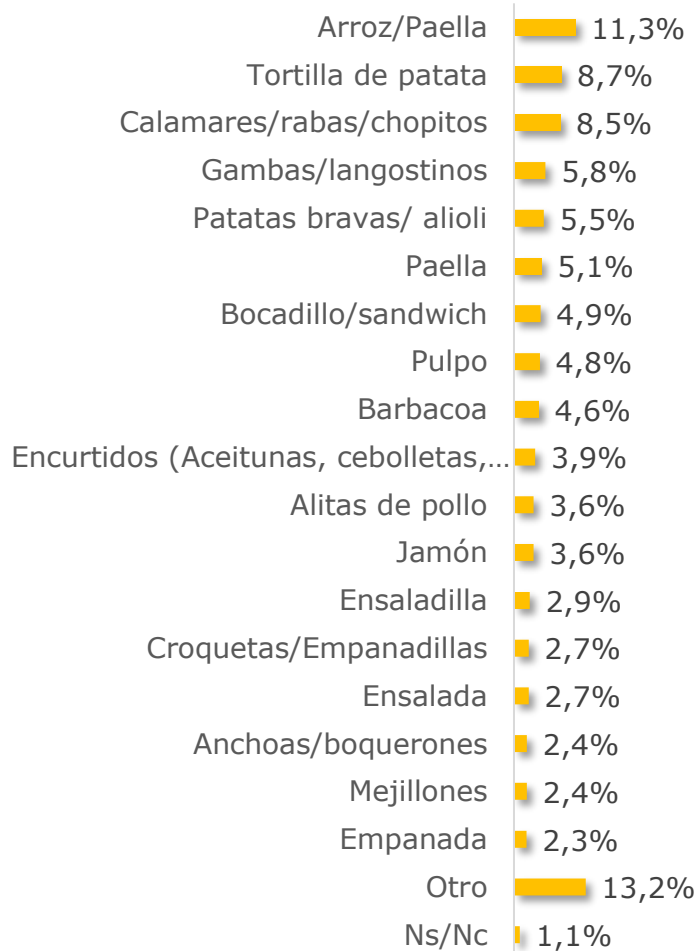 Arroz/Paella 11,3%
Tortilla de patata 8,7%
Calamares/rabas/chopitos 8,5%
Gambas/langostinos 5,8%
Patatas bravas/ alioli 5,5%
Paella 5,1%
Bocadillo/sandwich 4,9%
Pulpo 4,8%
Barbacoa 4,6%
Encurtidos (Aceitunas, cebolletas,... 3,9%
Alitas de pollo 3,6%
Jamón 3,6%
Ensaladilla 2,9%
Croquetas/Empanadillas 2,7%
Ensalada 2,7%
Anchoas/boquerones 2,4%
Mejillones 2,4%
Empanada 2,3%
Otro 13,2%
Ns/Nc 1,1%